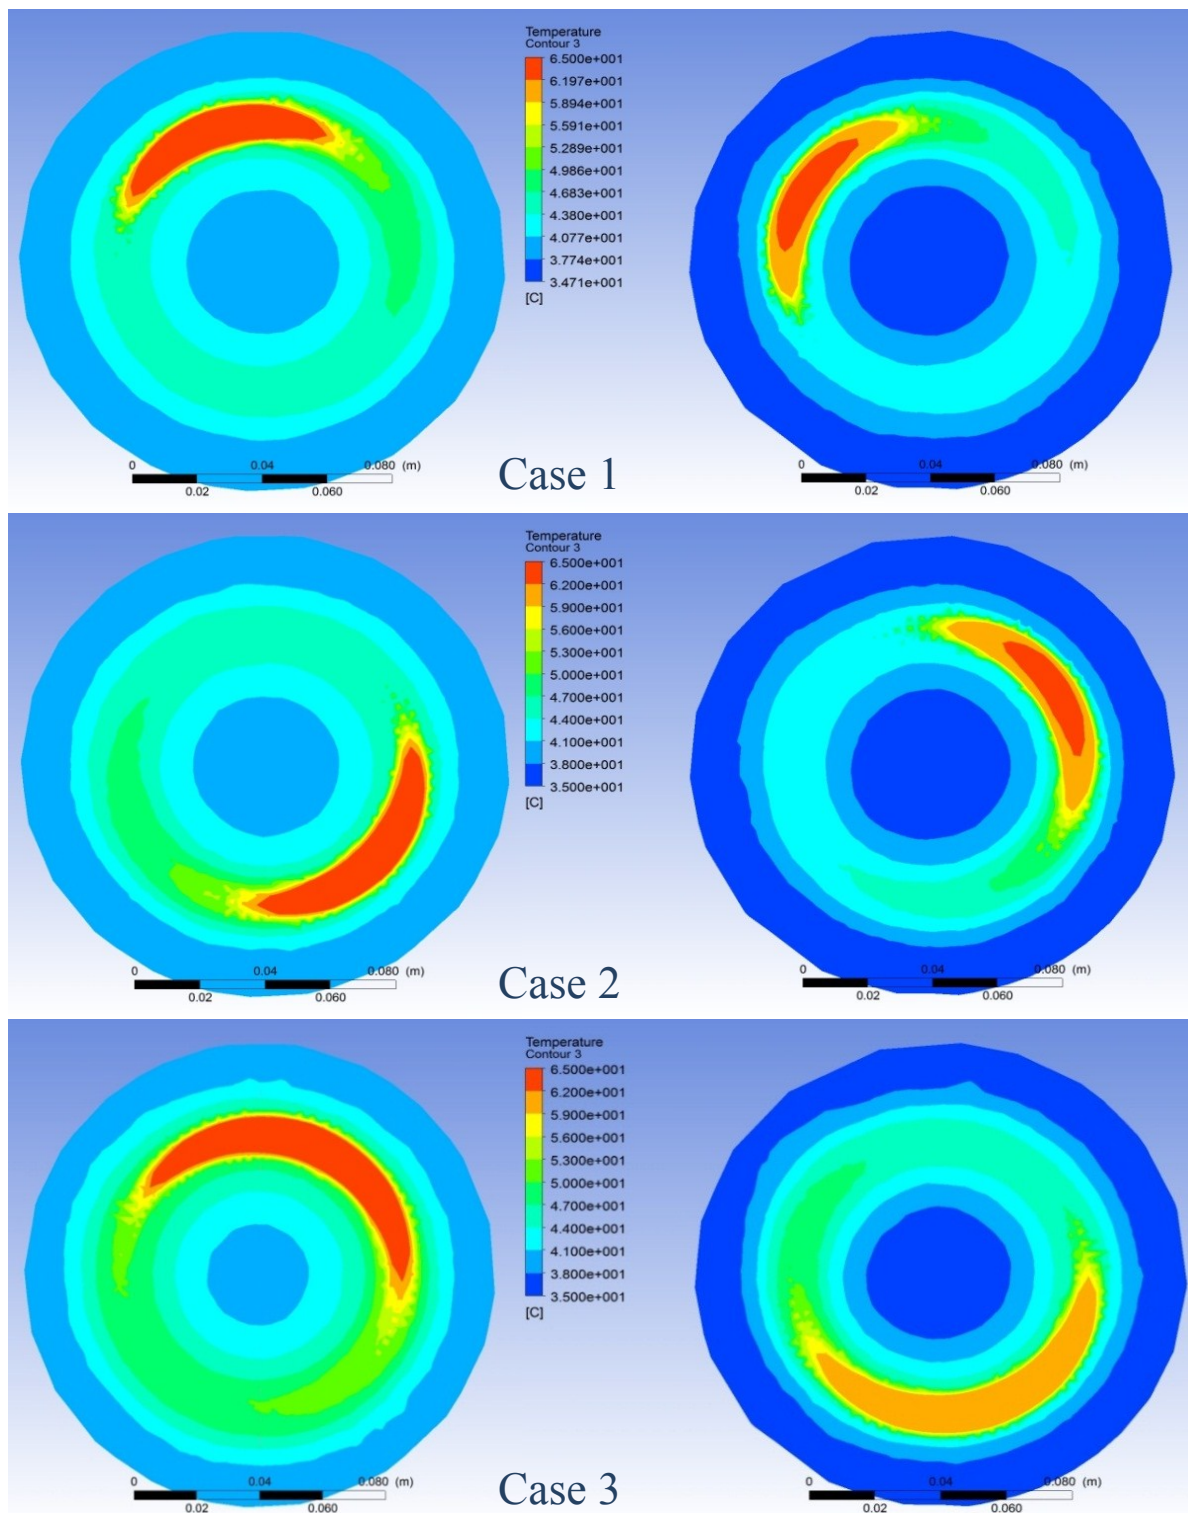 Temperature
Contour 3
6.500e+001
6.197e+001
5.894e+001
5.591e+001
5.289e+001
4.986e+001
4.683e+001
4.380e+001
4.077e+001
3.774e+001
3.471e+001
[C]
0 0.04 0.080 (m)
0.02 0.060
Case 1
0 0.04 0.080 (m)
0.02 0.060
Temperature
Contour 3
6.500e+001
6.200e+001
5.900e+001
5.600e+001
5.300e+001
5.000e+001
4.700e+001
4.400e+001
4.100e+001
3.800e+001
3.500e+001
[C]
0 0.04 0.080 (m)
0.02 0.060
Case 2
0 0.04 0.080 (m)
0.02 0.060
Temperature
Contour 3
6.500e+001
6.200e+001
5.900e+001
5.600e+001
5.300e+001
5.000e+001
4.700e+001
4.400e+001
4.100e+001
3.800e+001
3.500e+001
[C]
0 0.04 0.080 (m)
0.02 0.060
Case 3
0 0.04 0.080 (m)
0.02 0.060